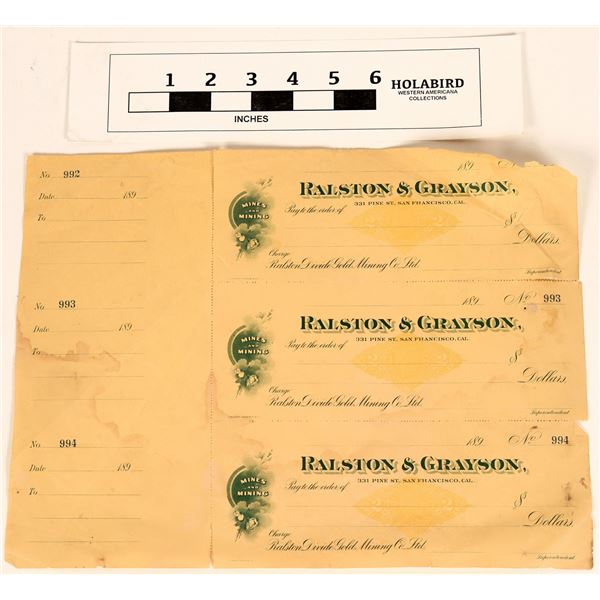 1 2 3 4 5 6
INCHES
HOLABIRD
WESTERN AMERICANA
COLLECTIONS
No 992
Date 189
To
189 No
RALSTON & GRAYSON,
331 PINE ST. SAN FRANCISCO, CAL.
MINES
AND
MINING
Pay to the order of
$
Dollars.
Charge
Ralston Divide Gold Mining Co. Ltd.
Superintendent
No 993
Date 189
To
189 No 993
RALSTON & GRAYSON,
331 PINE ST. SAN FRANCISCO, CAL.
MINES
AND
MINING
Pay to the order of
$
Dollars.
Charge
Ralston Divide Gold Mining Co. Ltd.
Superintendent
No 994
Date 189
To
189 No 994
RALSTON & GRAYSON,
331 PINE ST. SAN FRANCISCO, CAL.
MINES
AND
MINING
Pay to the order of
$
Dollars.
Charge
Ralston Divide Gold Mining Co. Ltd.
Superintendent